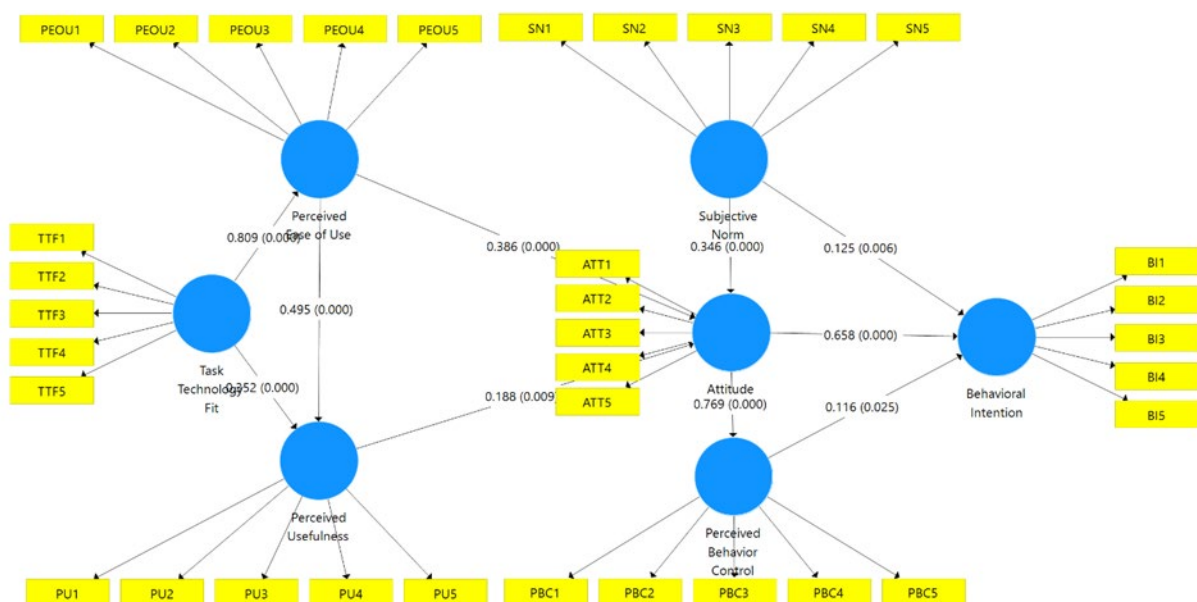 PEOU1
PEOU2
PEOU3
PEOU4
PEOU5
SN1
SN2
SN3
SN4
SN5
Perceived
Ease of Use
Subjective
Norm
0.809 (0.000)
0.386 (0.000)
0.346 (0.000)
0.125 (0.006)
TTF1
TTF2
TTF3
TTF4
TTF5
Task
Technology
Fit
0.495 (0.000)
0.352 (0.000)
ATT1
ATT2
ATT3
ATT4
ATT5
Attitude
0.188 (0.009)
0.658 (0.000)
0.769 (0.000)
0.116 (0.025)
Behavioral
Intention
BI1
BI2
BI3
BI4
BI5
Perceived
Usefulness
Perceived
Behavior
Control
PU1
PU2
PU3
PU4
PU5
PBC1
PBC2
PBC3
PBC4
PBC5